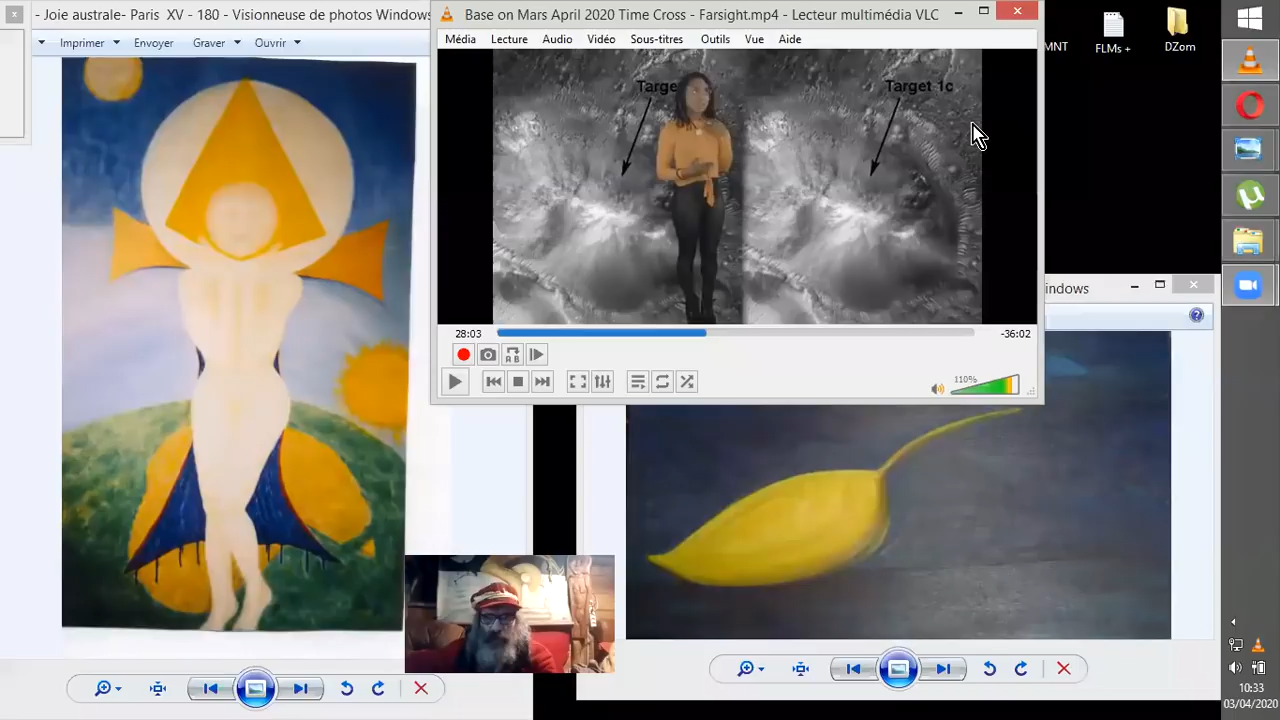 - Joie australe- Paris XV - 180 - Visionneuse de photos Windows
Imprimer Envoyer Graver Ouvrir
Base on Mars April 2020 Time Cross - Farsight.mp4 - Lecteur multimédia VLC
Média Lecture Audio Vidéo Sous-titres Outils Vue Aide
Targe
Target 1c
28:03
-36:02
110%
MNT
FLMs +
DZom
indows
10:33
03/04/2020